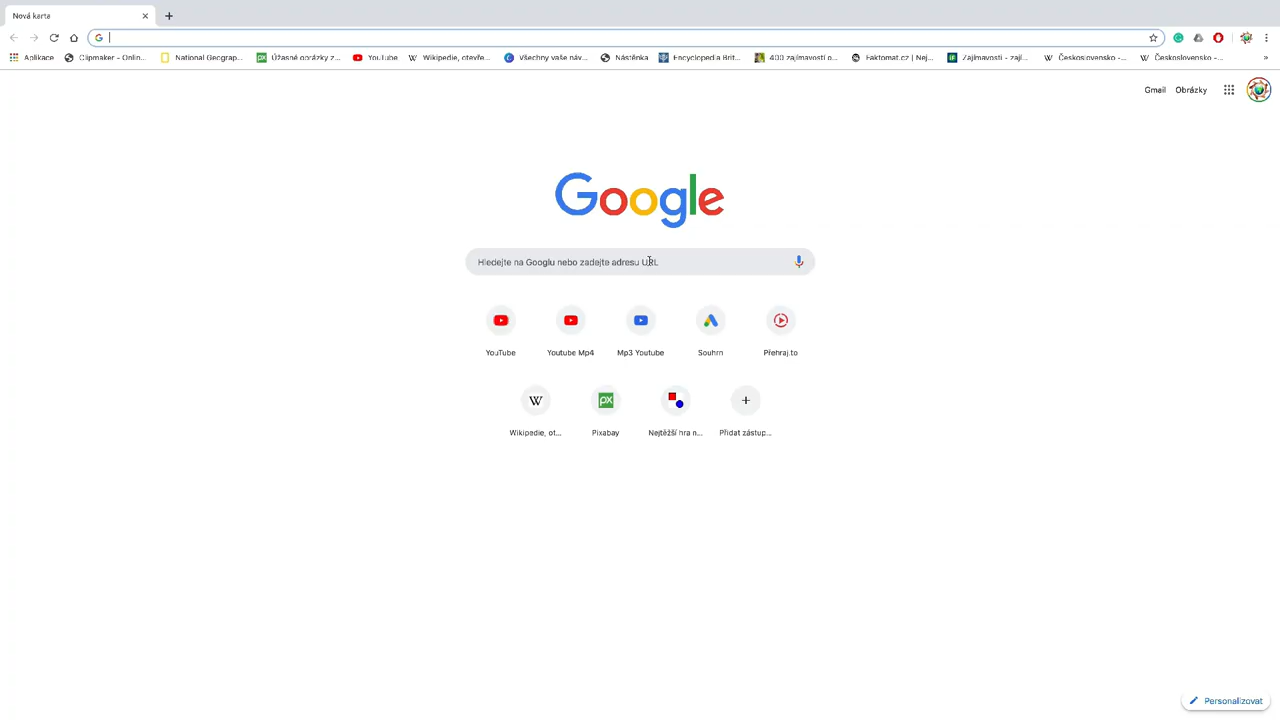 Nová karta
Aplikace Clipmaker - Onlin... National Geograp... Úžasné obrázky z... YouTube Wikipedie, otevře... Všechny vaše náv... Nástěnka Encyclopedia Brit... 400 zajímavostí o... Faktomat.cz | Nej... Zajímavosti - zají... Československo -... Československo -... »
Gmail Obrázky
Google
Hledejte na Googlu nebo zadejte adresu URL
YouTube Youtube Mp4 Mp3 Youtube Souhrn Přehraj.to
Wikipedie, ot... Pixabay Nejtěžší hra n... Přidat zástup...
Personalizovat